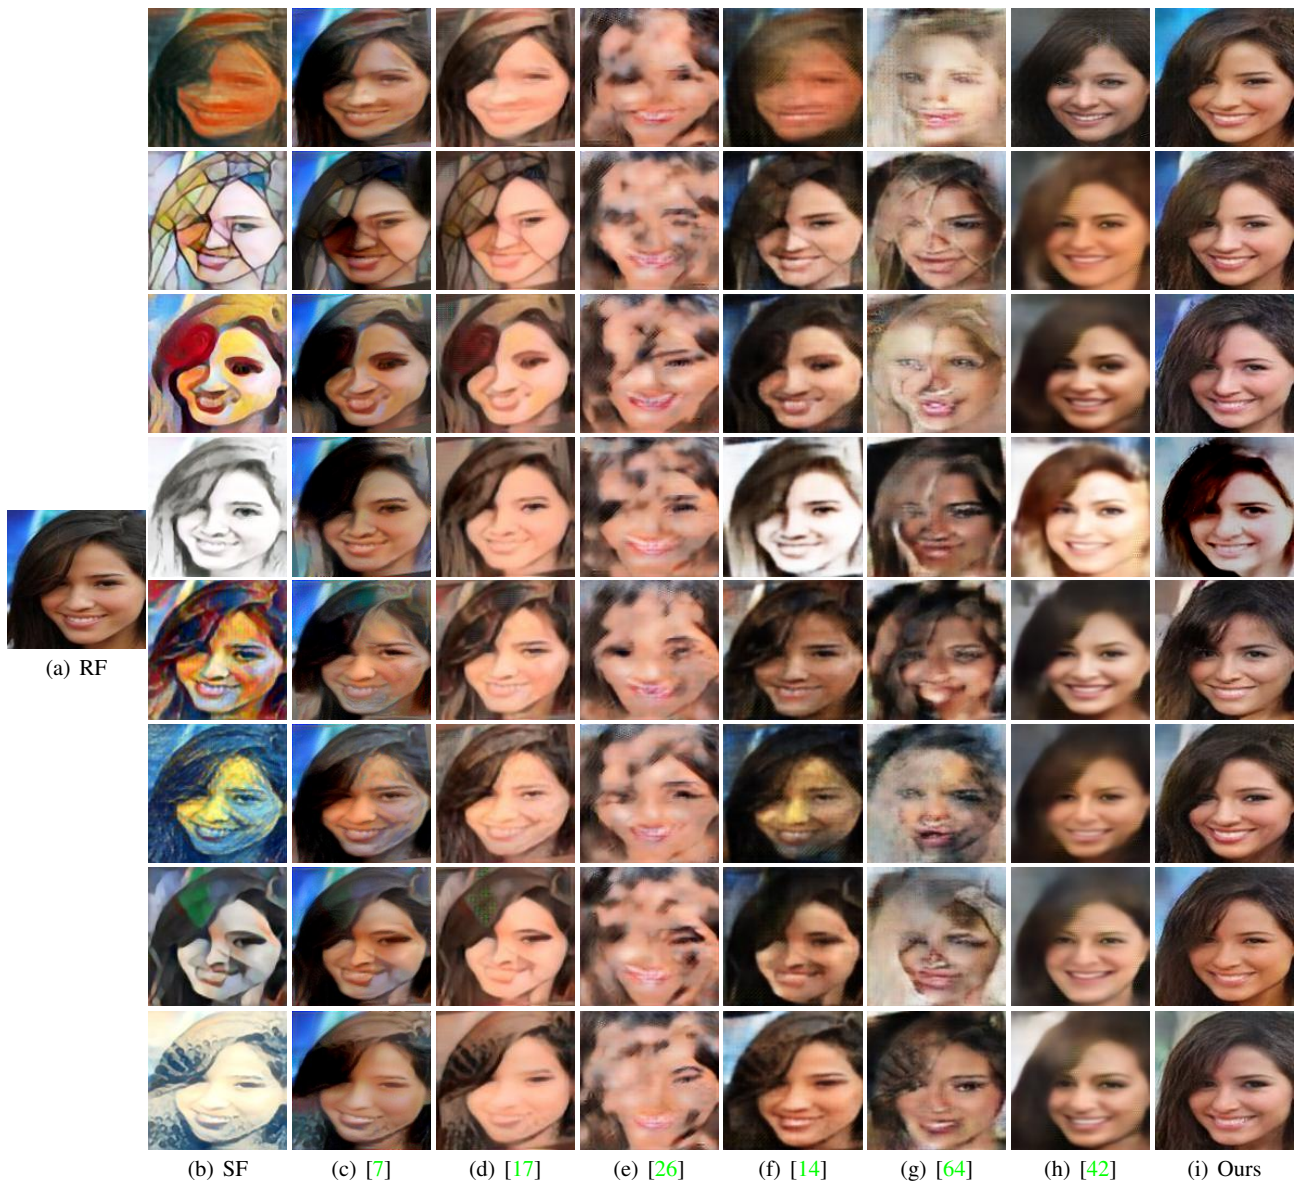 (a) RF
(b) SF
(c) [7]
(d) [17]
(e) [26]
(f) [14]
(g) [64]
(h) [42]
(i) Ours